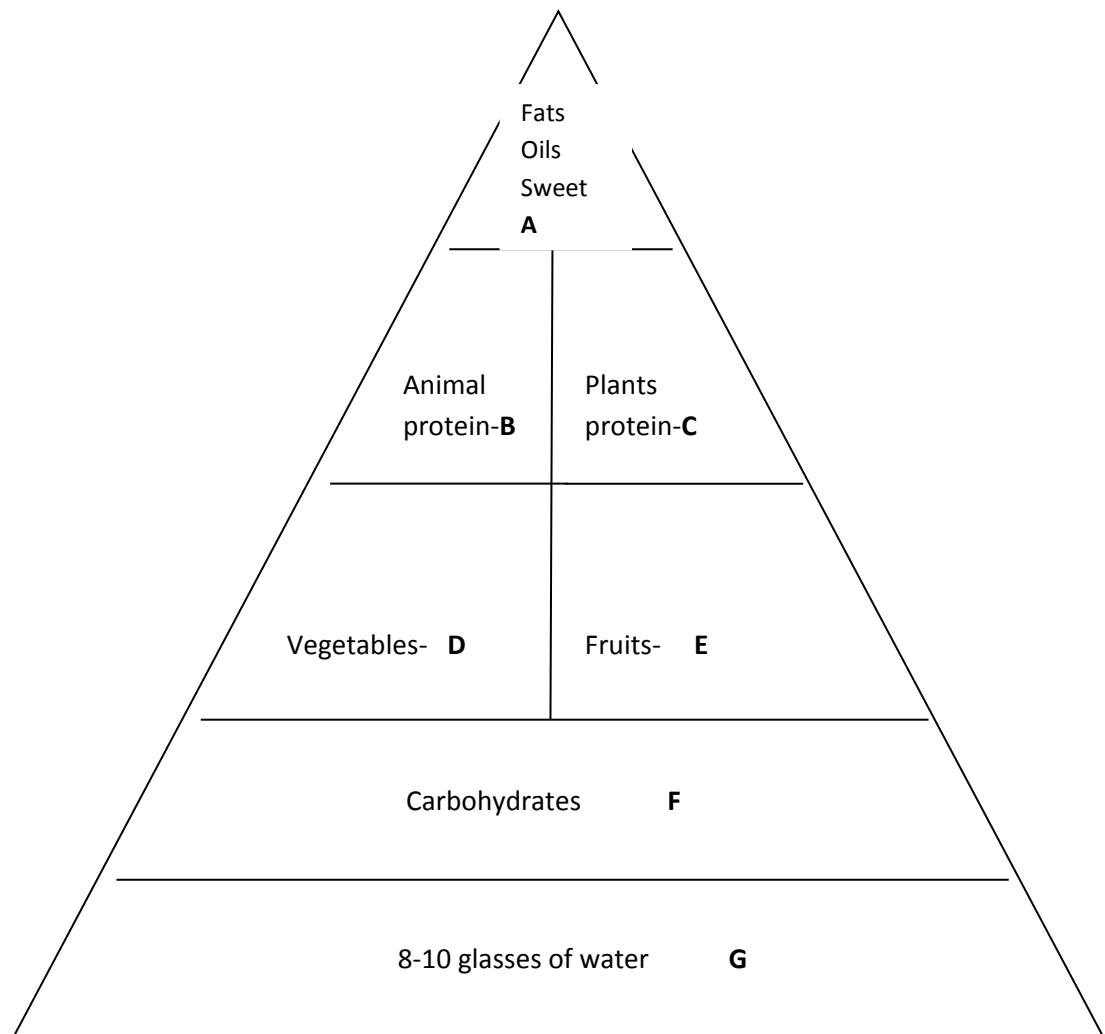 Fats
Oils
Sweet
A
Animal
protein-B
Plants
protein-C
Vegetables- D
Fruits- E
Carbohydrates F
8-10 glasses of water G